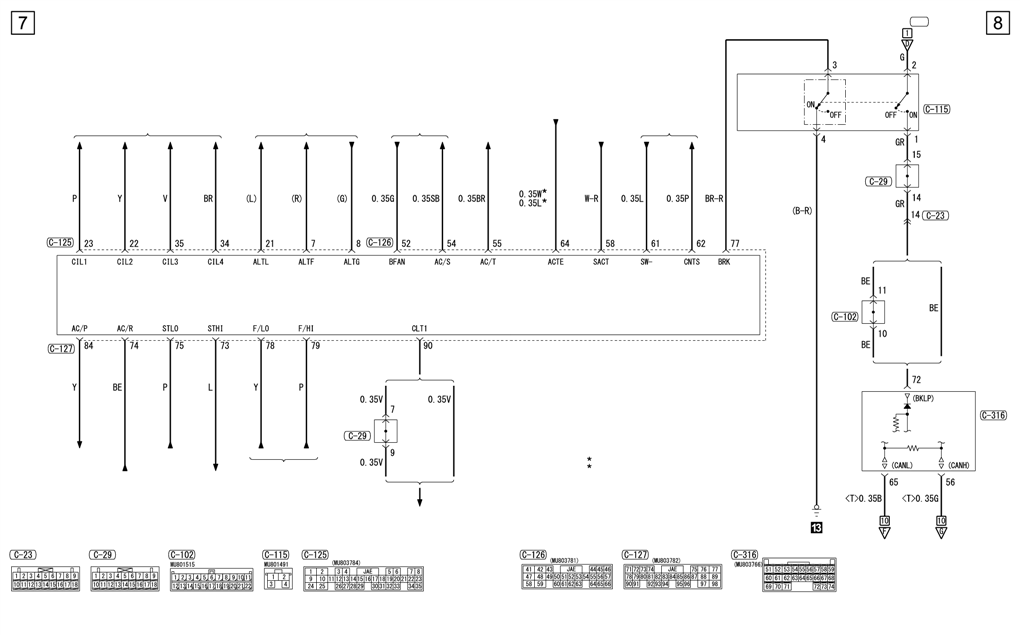 7
8
1
G
3
2
ON
OFF
OFF
ON
C-115
4
1
GR
15
C-29
14
GR
14
C-23
P
Y
V
BR
(L)
(R)
(G)
0.35G
0.35SB
0.35BR
0.35W*
0.35L*
W-R
0.35L
0.35P
BR-R
(B-R)
C-125
23
22
35
34
21
7
8
C-126
52
54
55
64
58
61
62
77
CIL1
CIL2
CIL3
CIL4
ALTL
ALTF
ALTG
BFAN
AC/S
AC/T
ACTE
SACT
SW-
CNTS
BRK
BE
11
BE
C-102
10
BE
AC/P
AC/R
STLO
STHI
F/LO
F/HI
CLT1
C-127
84
74
75
73
78
79
90
72
Y
BE
P
L
Y
P
0.35V
0.35V
7
C-29
9
0.35V
(BKLP)
C-316
(CANL)
(CANH)
65
56
<T>0.35B
<T>0.35G
10
10
*
*
13
C-23
1 2 3 4 5 6 7 8 9
10 11 12 13 14 15 16 17 18
C-29
1 2 3 4 5 6 7 8 9
10 11 12 13 14 15 16 17 18
C-102
MU801515
1 2 3 4 5 6 7 8 9 10 11
12 13 14 15 16 17 18 19 20 21 22
C-115
MU801491
1 2
3 4
C-125
(MU803784)
1 2 3 4 JAE 5 6 7 8
9 10 11 12 13 14 15 16 17 18 19 20 21 22 23
24 25 26 27 28 29 30 31 32 33 34 35
C-126
(MU803781)
41 42 43 JAE 44 45 46
47 48 49 50 51 52 53 54 55 56 57
58 59 60 61 62 63 64 65 66
C-127
(MU803782)
71 72 73 74 JAE 75 76 77
78 79 80 81 82 83 84 85 86 87 88 89
90 91 92 93 94 95 96 97 98
C-316
(MU803766)
51 52 53 54 55 56 57 58 59
60 61 62 63 64 65 66 67 68
69 70 71 72 73 74